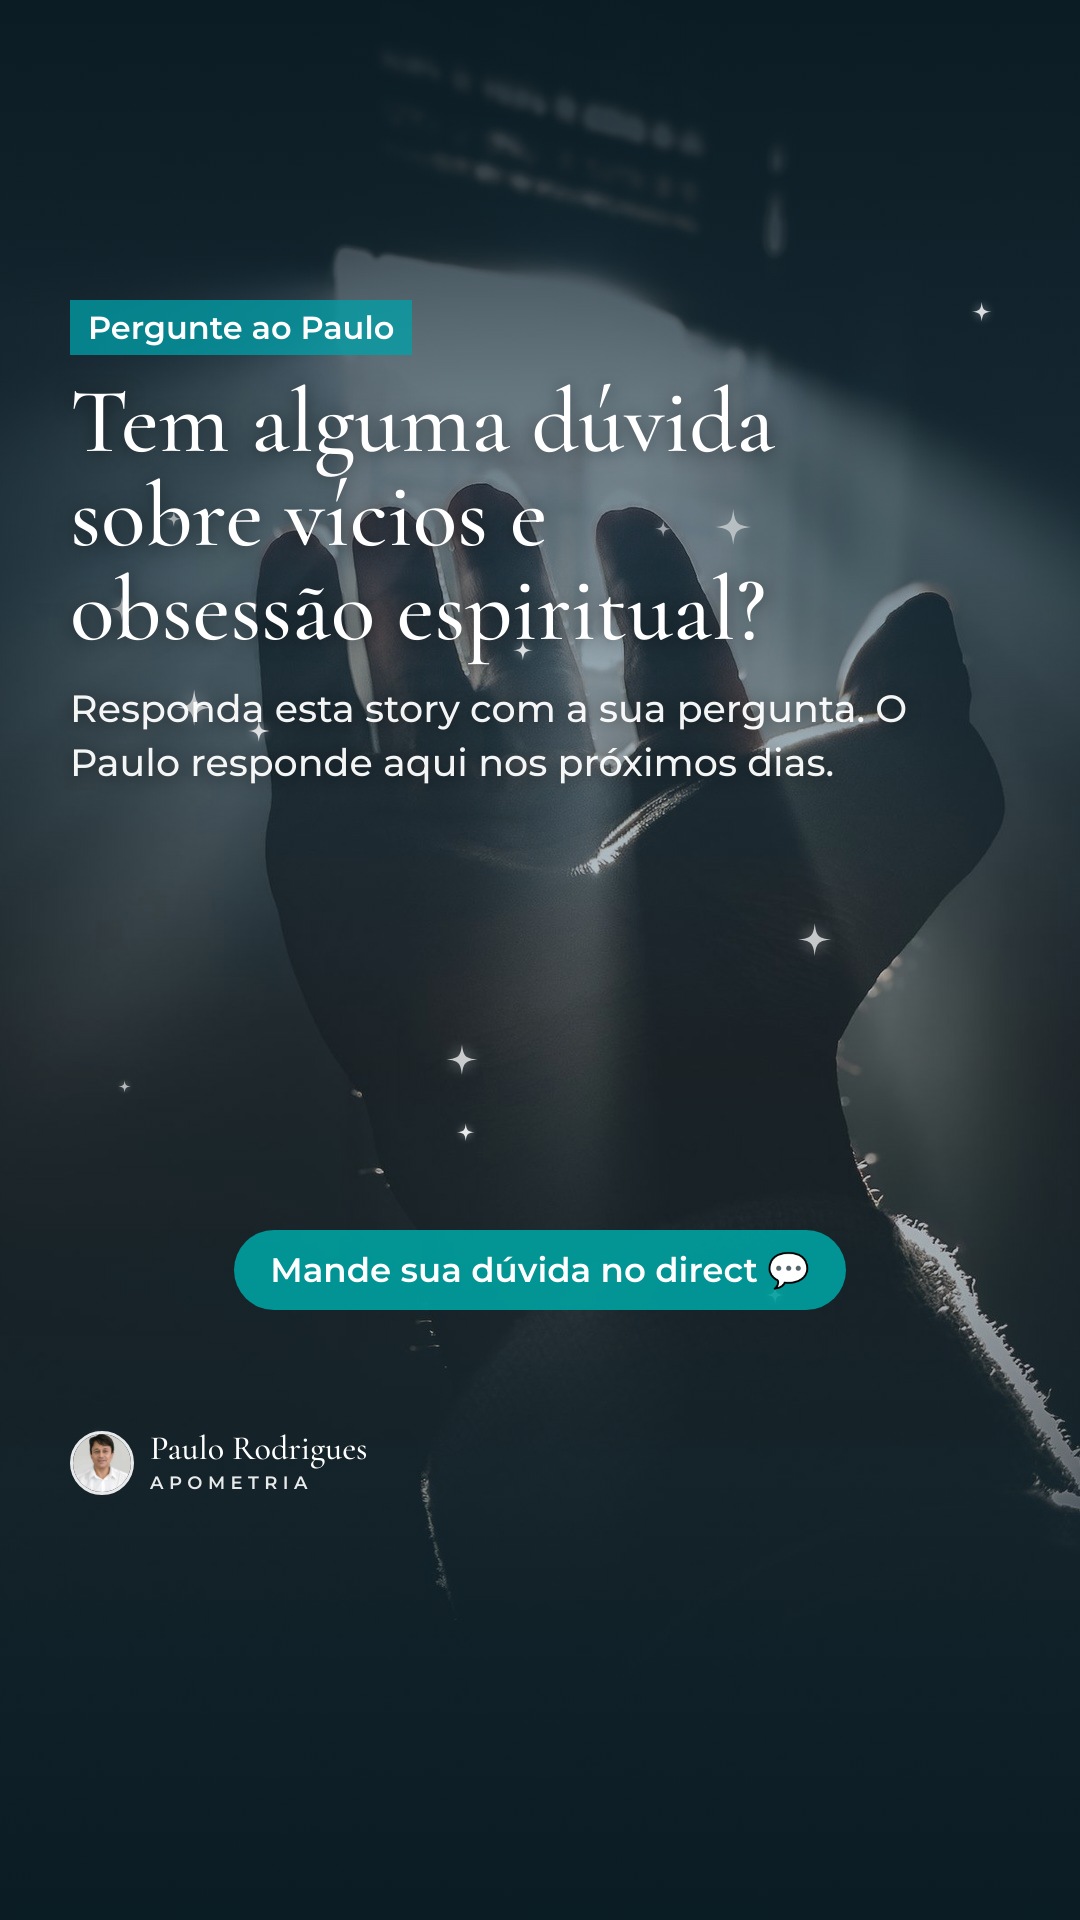 Pergunte ao Paulo
Tem alguma dúvida
sobre vícios e
obsessão espiritual?
Responda esta story com a sua pergunta. O
Paulo responde aqui nos próximos dias.
Mande sua dúvida no direct 💬
Paulo Rodrigues
APOMETRIA